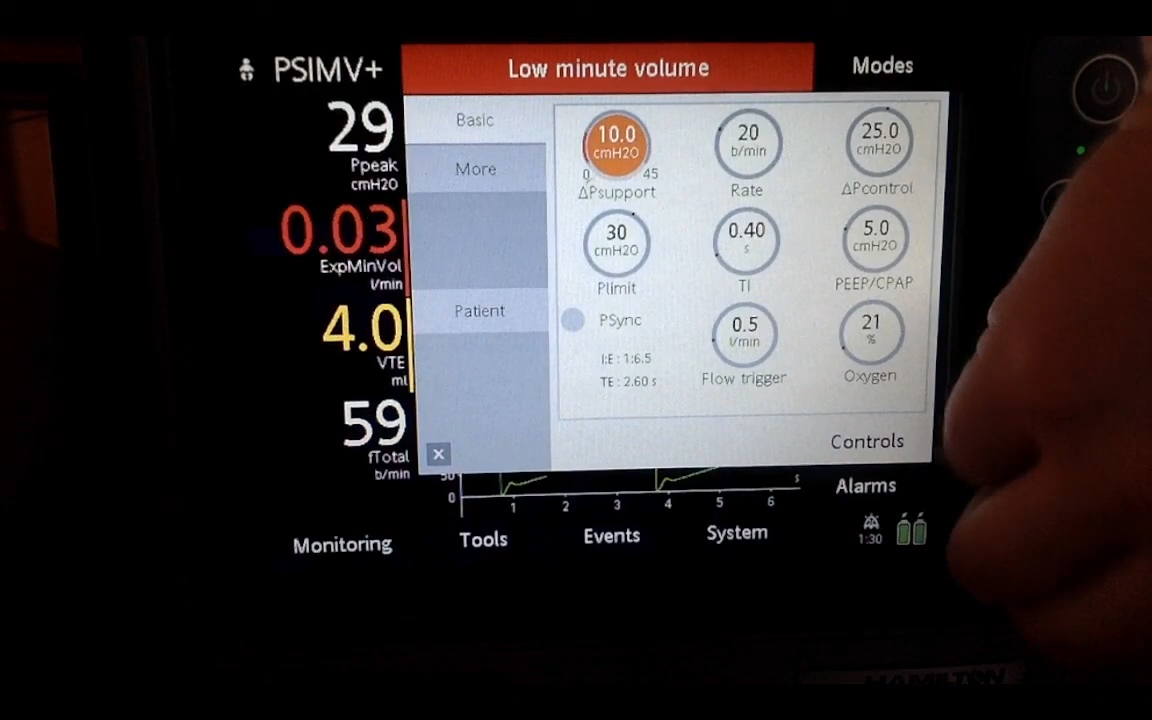 PSIMV+
Low minute volume
Modes
29
Ppeak
cmH2O
0.03
ExpMinVol
l/min
4.0
VTE
ml
59
fTotal
b/min
Basic
More
Patient
10.0
cmH2O
0 45
ΔPsupport
20
b/min
Rate
25.0
cmH2O
ΔPcontrol
30
cmH2O
Plimit
0.40
s
TI
5.0
cmH2O
PEEP/CPAP
PSync
I:E : 1:6.5
TE : 2.60 s
0.5
l/min
Flow trigger
21
%
Oxygen
Controls
50
0
1 2 3 4 5 6
s
Alarms
Monitoring
Tools
Events
System
1:30
HAMILTON